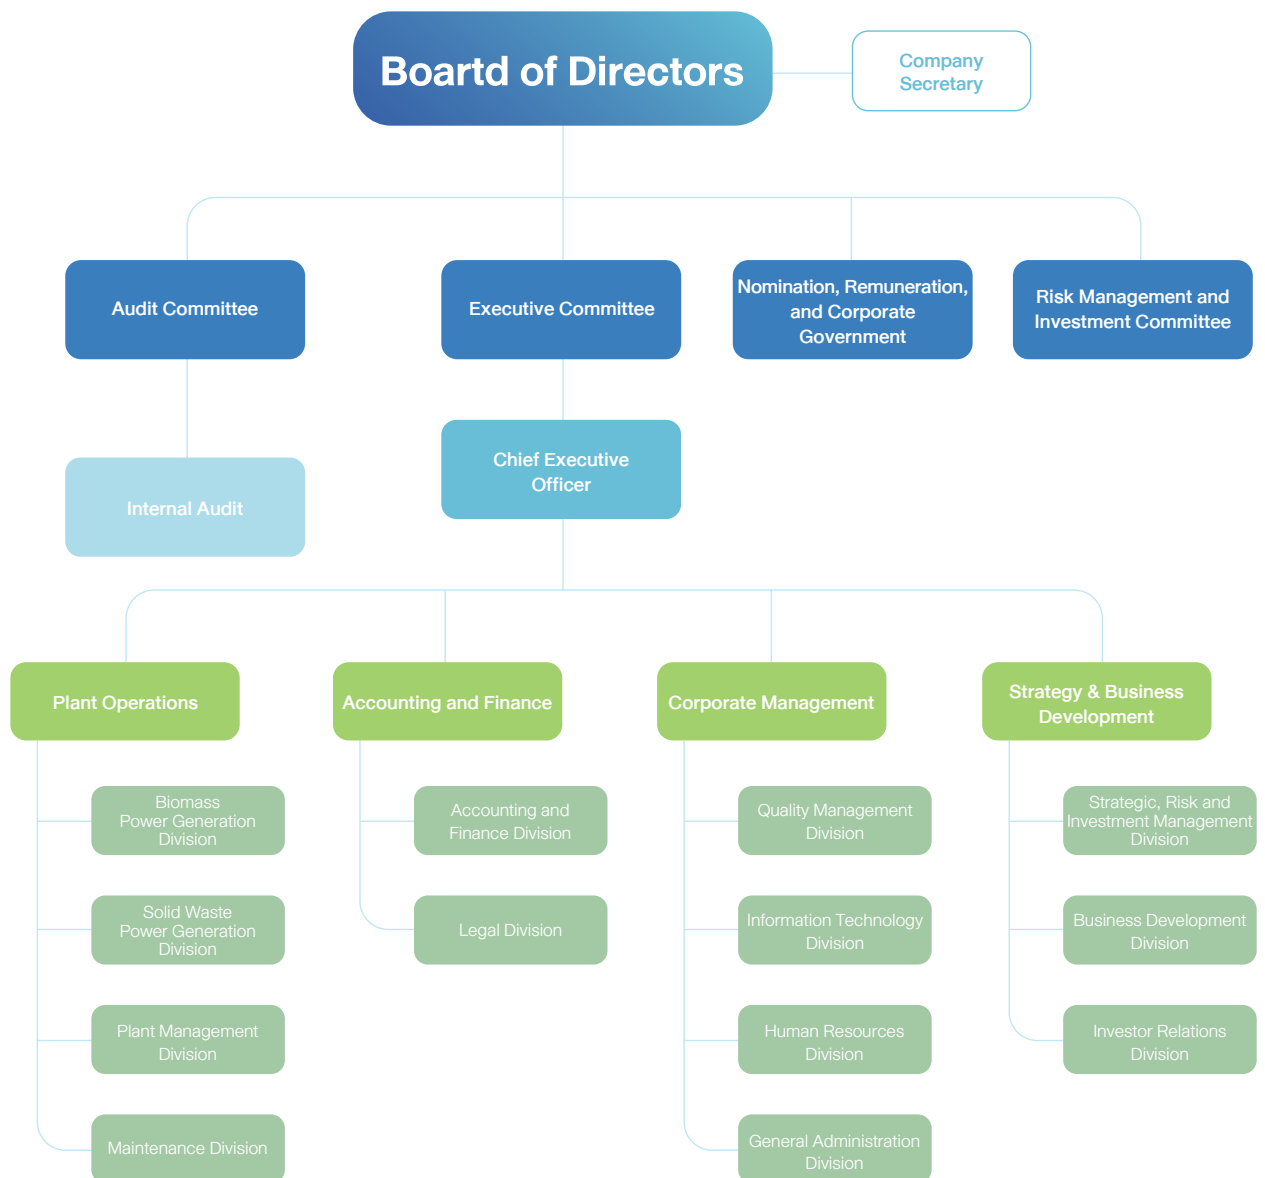 Boartd of Directors
Company
Secretary
Audit Committee
Executive Committee
Nomination, Remuneration,
and Corporate
Government
Risk Management and
Investment Committee
Chief Executive
Officer
Internal Audit
Plant Operations
Accounting and Finance
Corporate Management
Strategy & Business
Development
Biomass
Power Generation
Division
Solid Waste
Power Generation
Division
Plant Management
Division
Maintenance Division
Accounting and
Finance Division
Legal Division
Quality Management
Division
Information Technology
Division
Human Resources
Division
General Administration
Division
Strategic, Risk and
Investment Management
Division
Business Development
Division
Investor Relations
Division